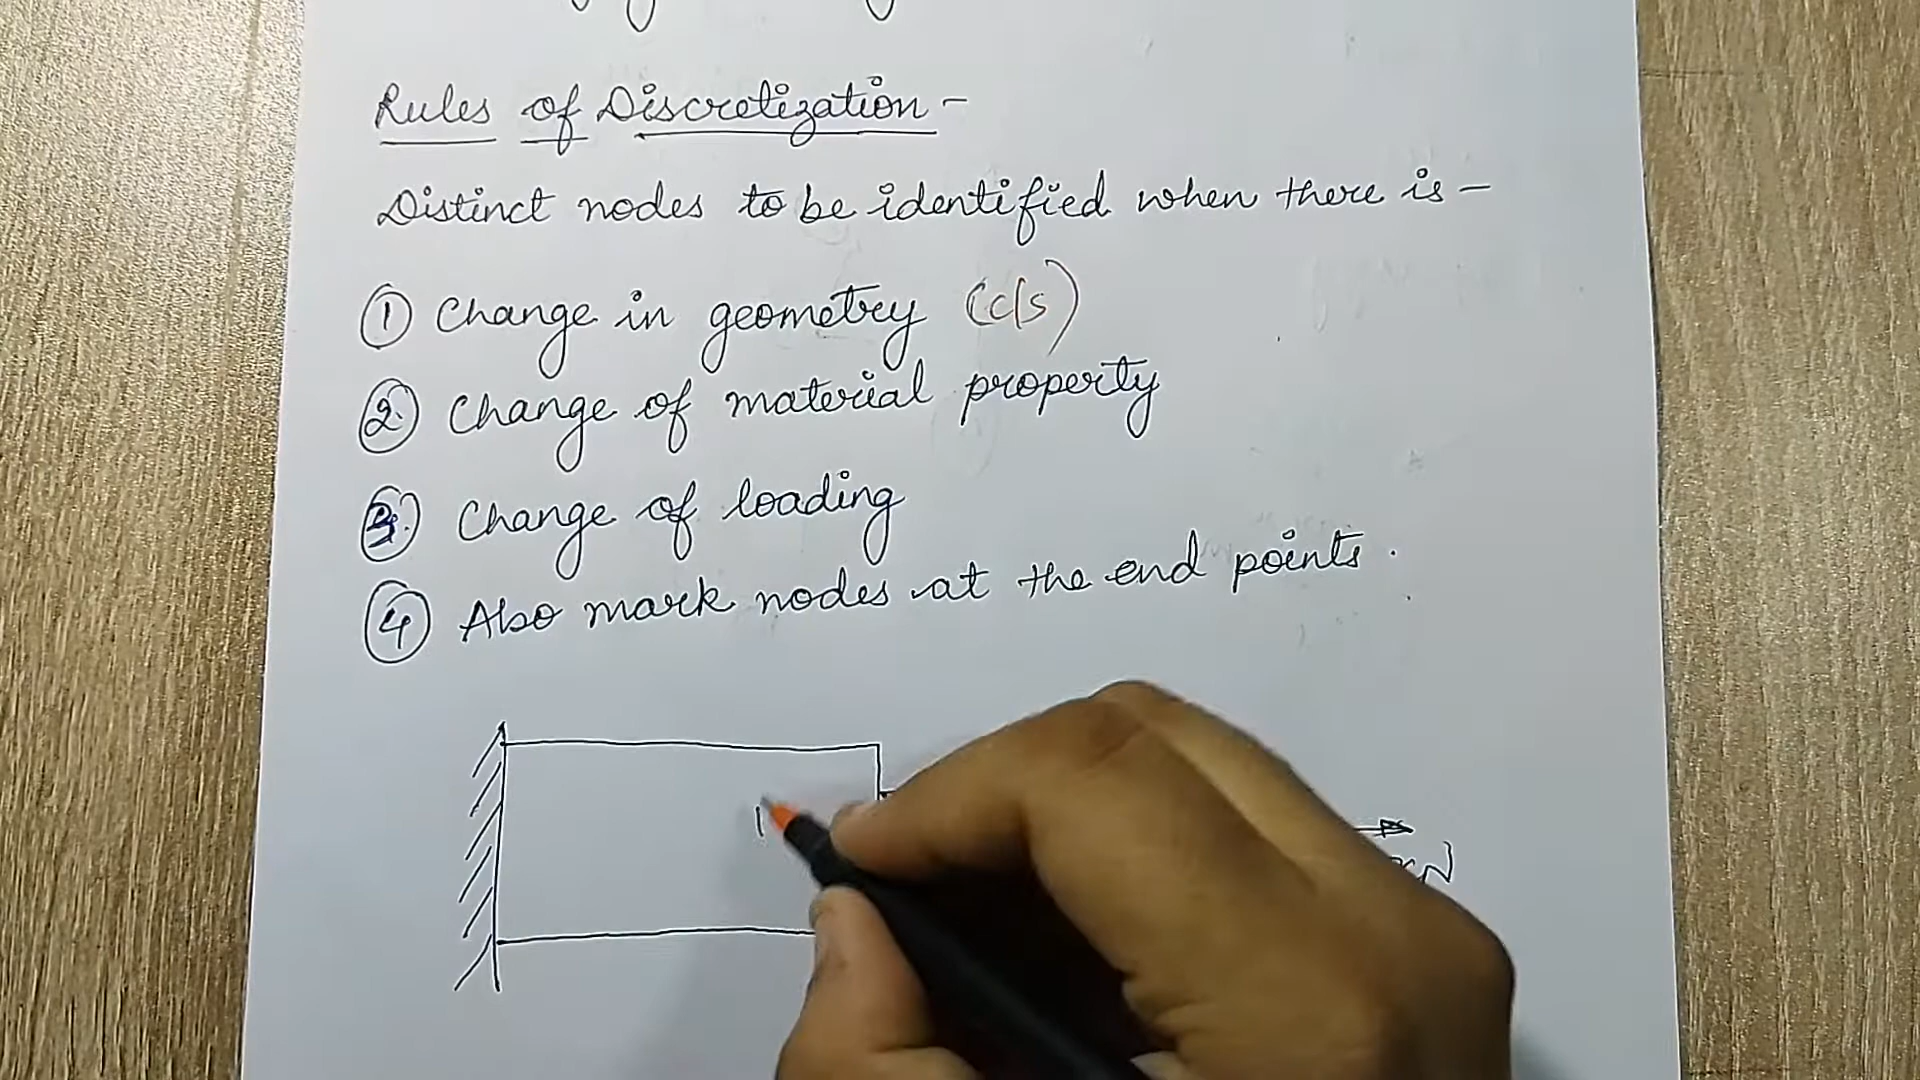 Rules of Discretization -
Distinct nodes to be identified when there is -
① Change in geometry (c/s)
②. Change of material property
③. Change of loading
④ Also mark nodes at the end points.